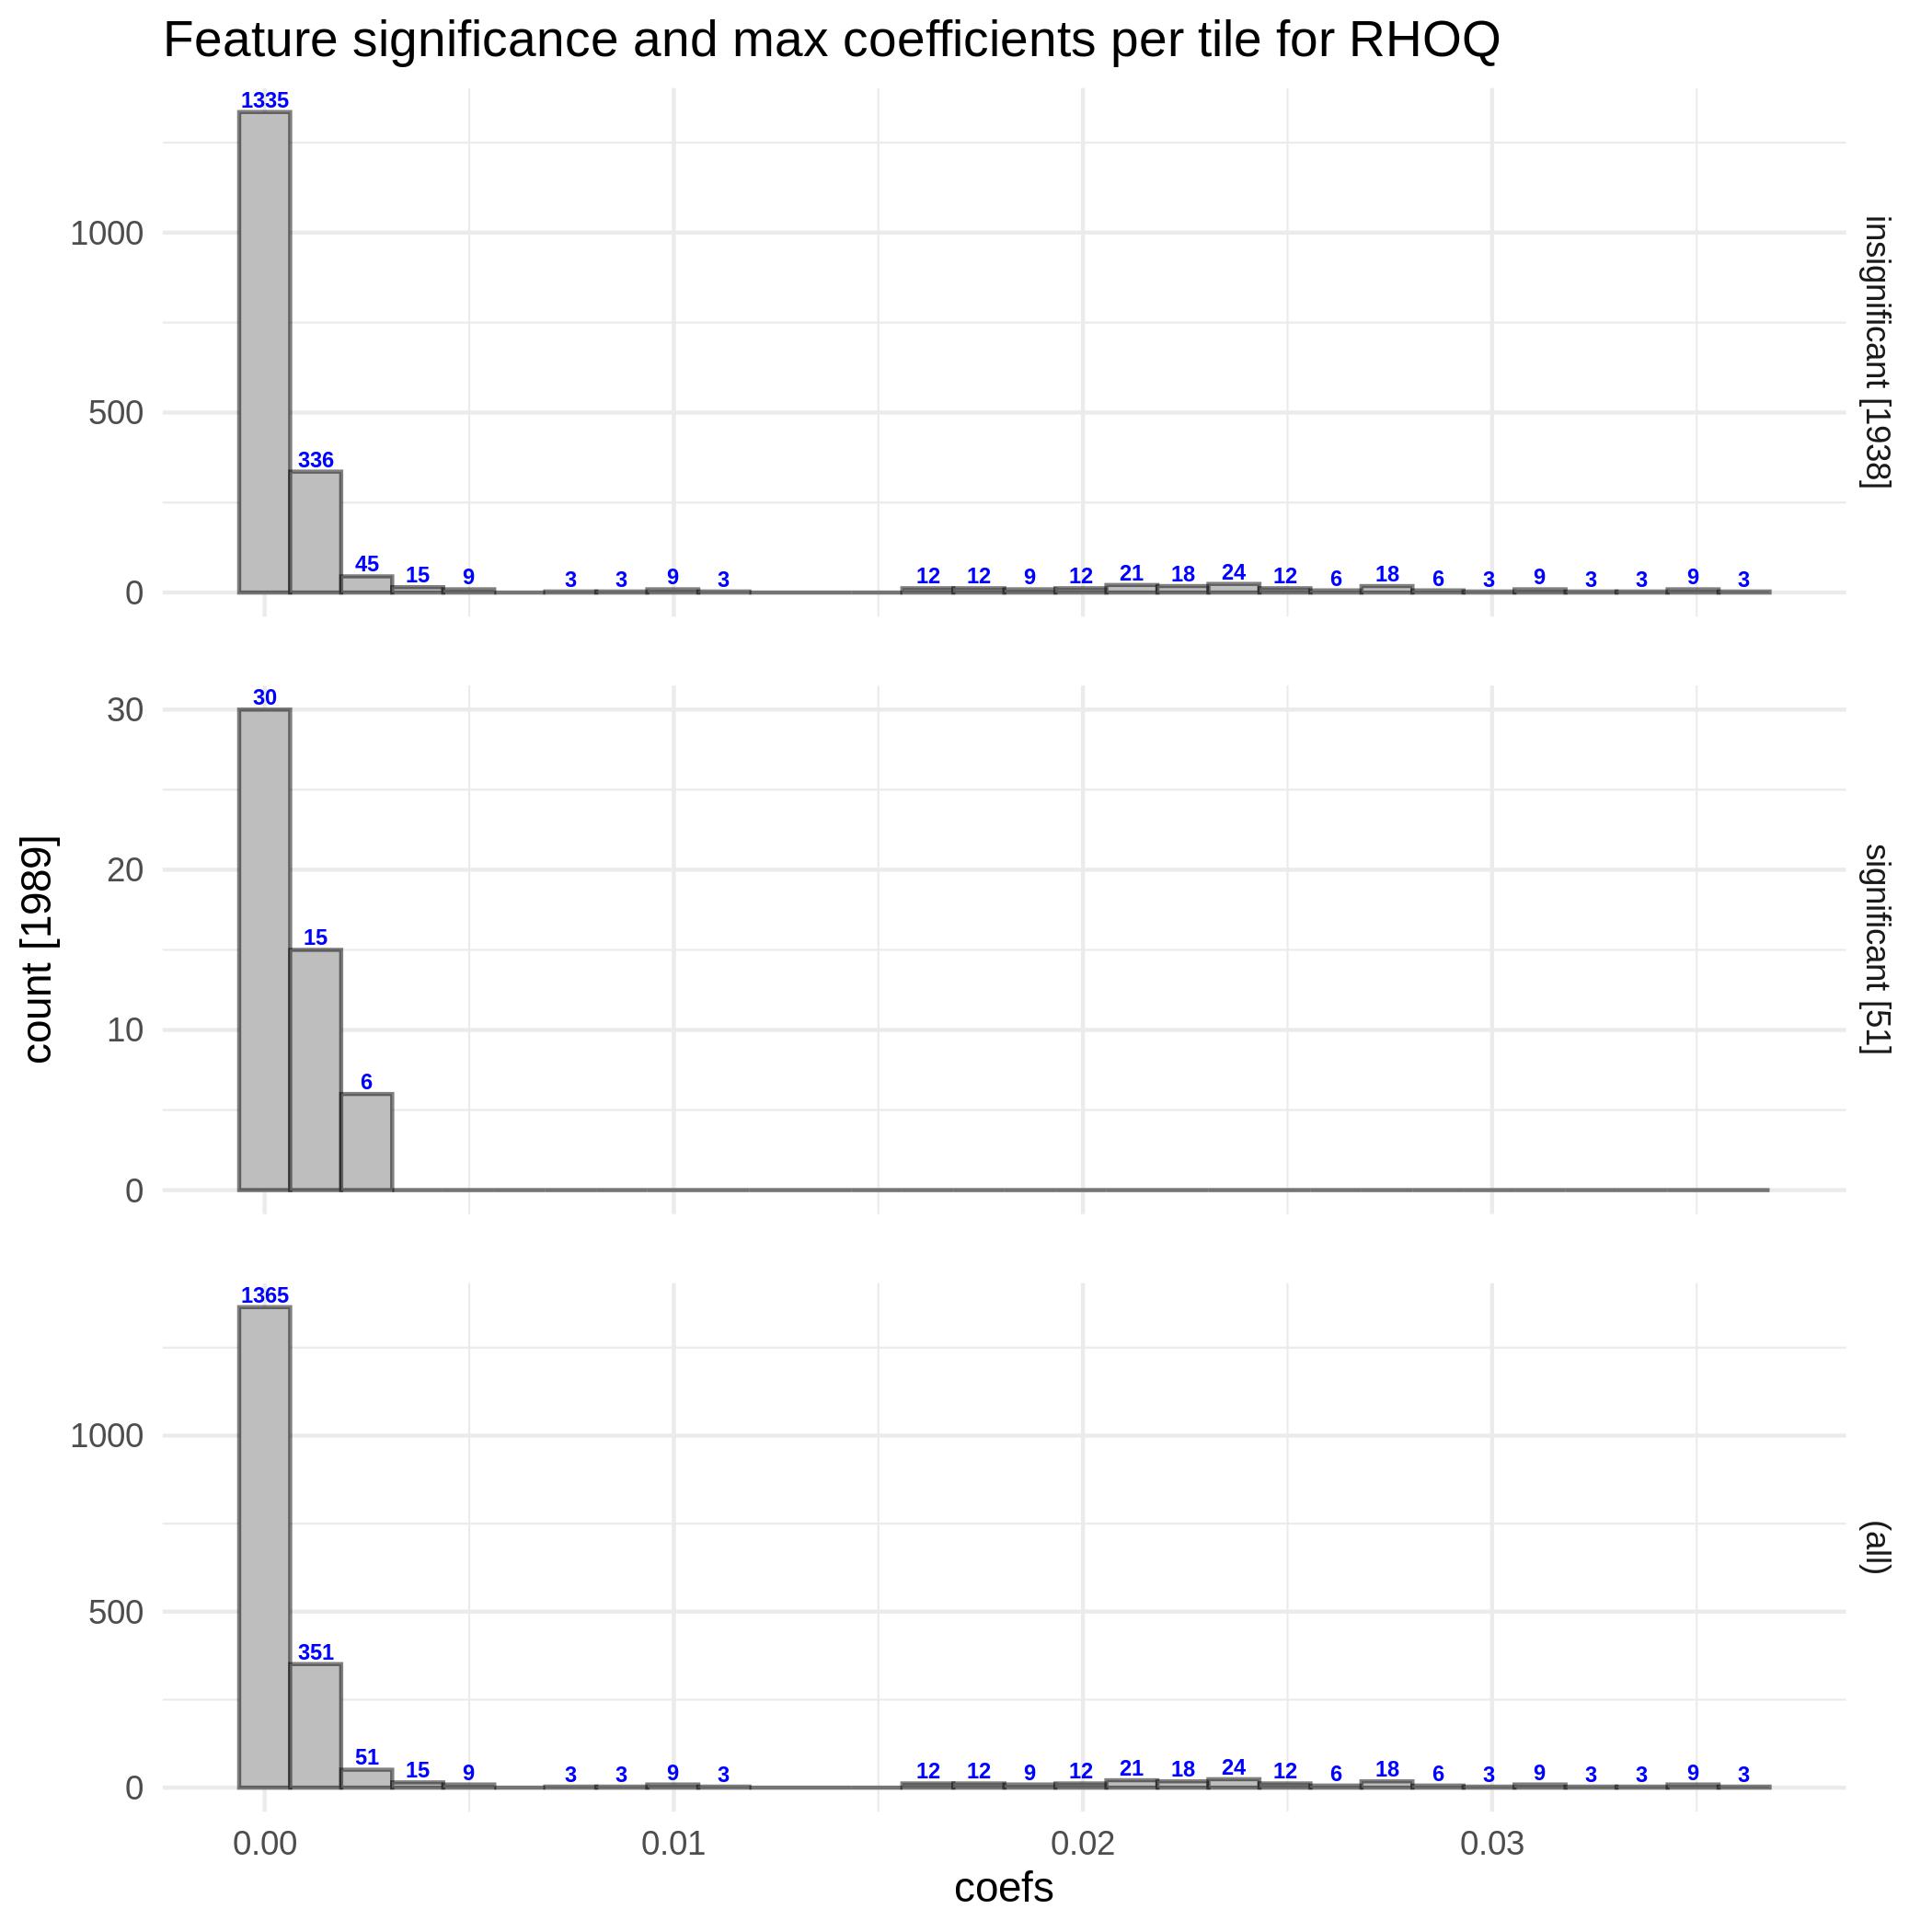 Feature significance and max coefficients per tile for RHOQ
1335
1000
336
500
45 15 9 3 3 9 3 12 12 9 12 21 18 24 12 6 18 6 3 9 3 3 9 3
0
insignificant [1938]
30
30
20
15
10
6
0
significant [51]
count [1989]
1365
1000
500
351
51 15 9 3 3 9 3 12 12 9 12 21 18 24 12 6 18 6 3 9 3 3 9 3
0
(all)
0.00 0.01 0.02 0.03
coefs